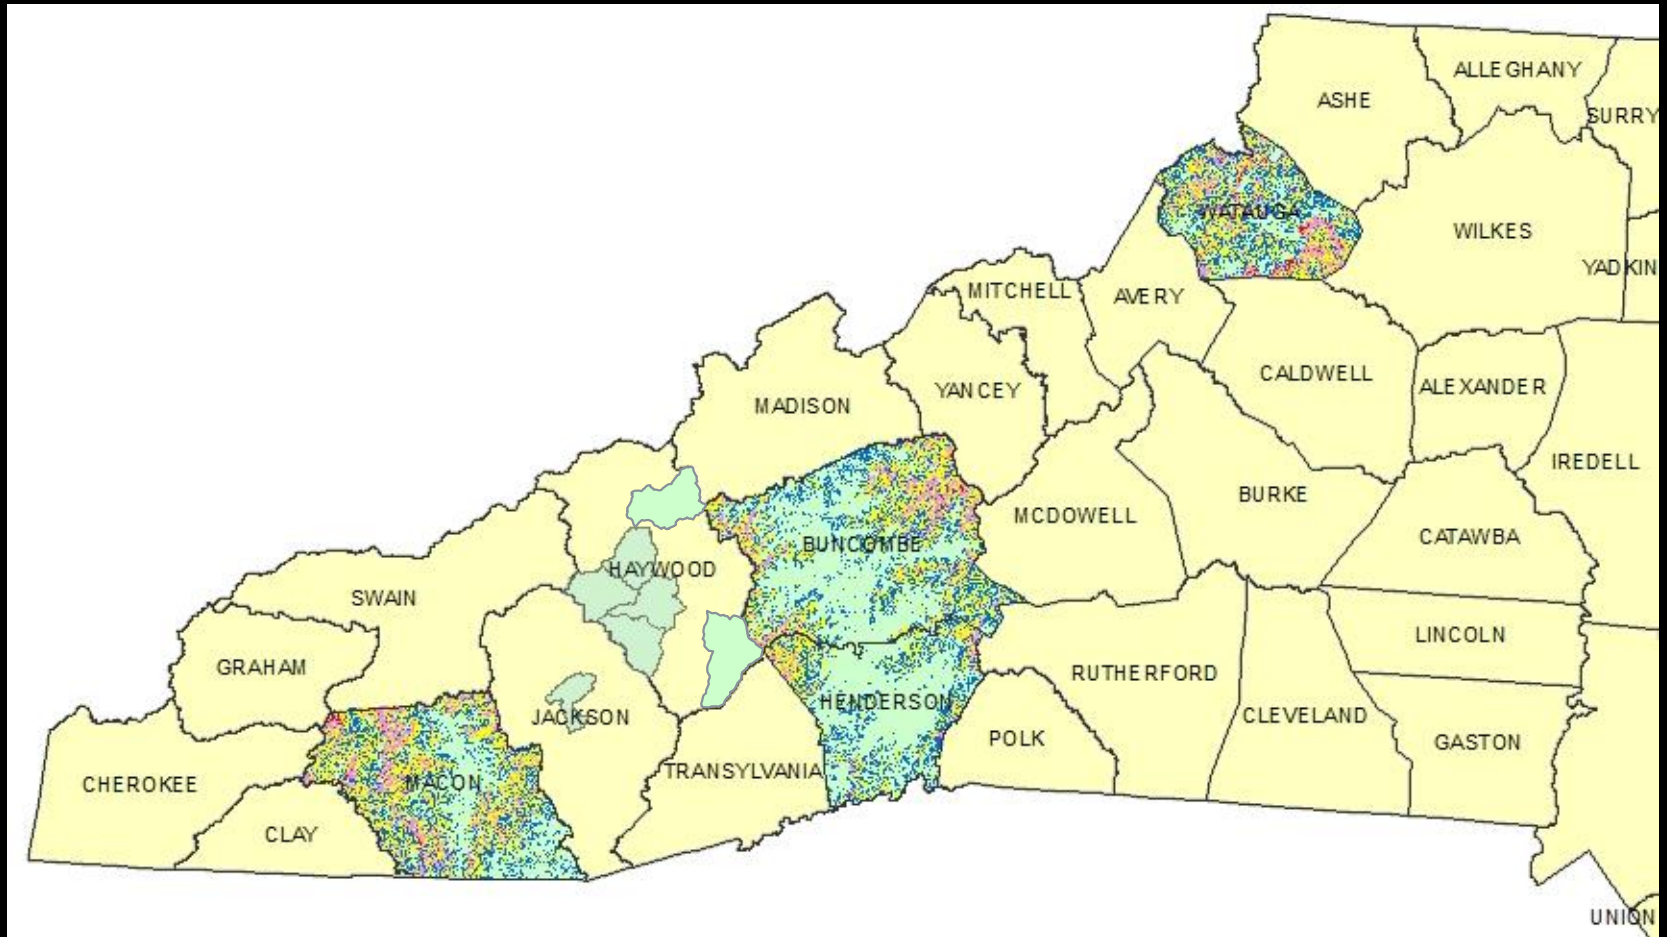 ALLEGHANY
ASHE
SURRY
WATAUGA
WILKES
YADKIN
MITCHELL
AVERY
CALDWELL
ALEXANDER
YANCEY
MADISON
IREDELL
BURKE
MCDOWELL
CATAWBA
BUNCOMBE
HAYWOOD
SWAIN
LINCOLN
GRAHAM
RUTHERFORD
HENDERSON
JACKSON
CLEVELAND
POLK
GASTON
TRANSYLVANIA
MACON
CHEROKEE
CLAY
UNION